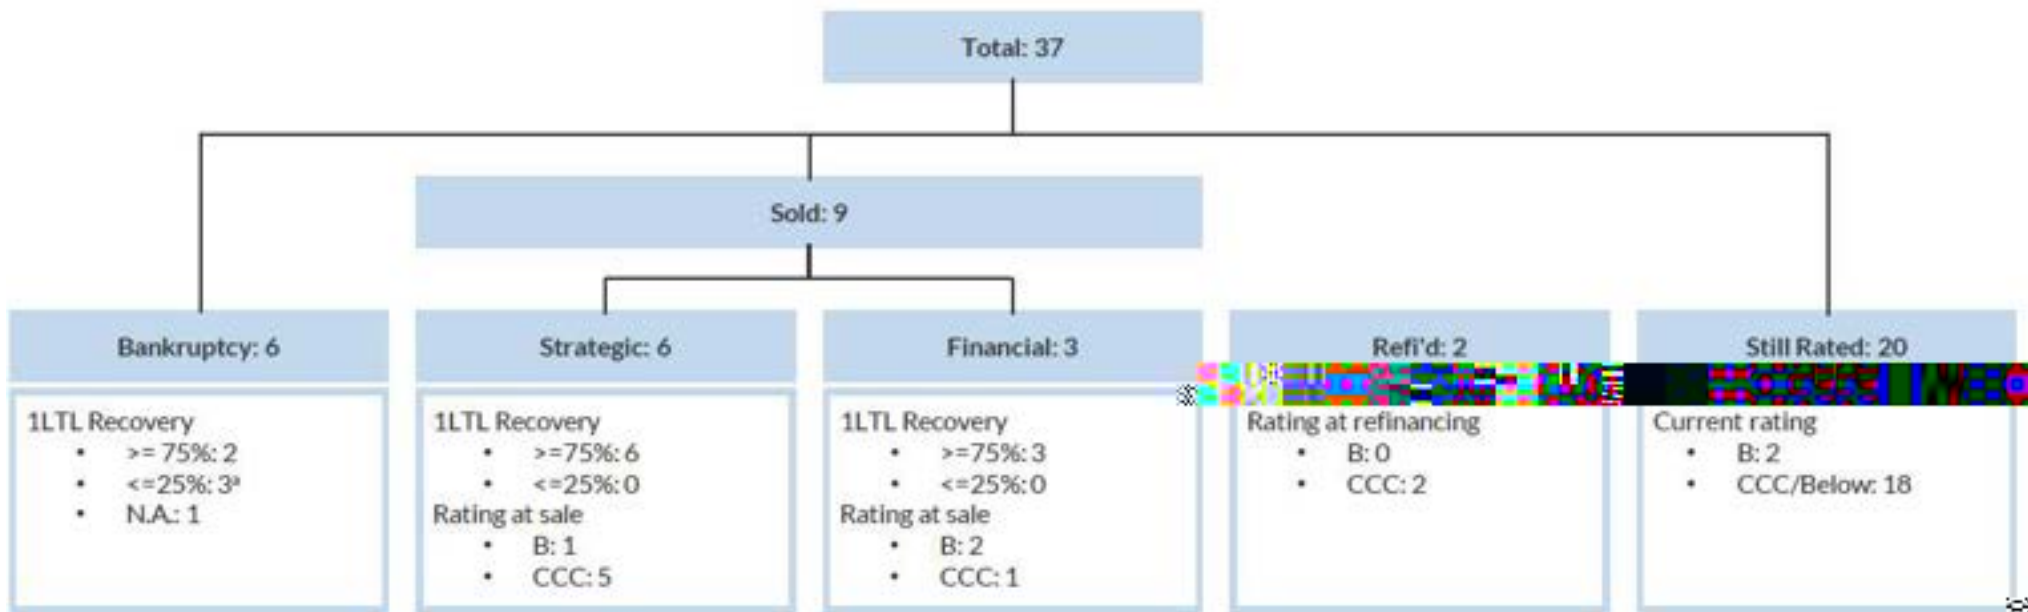 Total: 37
Sold: 9
Bankruptcy: 6
Strategic: 6
Financial: 3
Refi'd: 2
Still Rated: 20
1LTL Recovery
• >= 75%: 2
• <=25%: 3ª
• N.A.: 1
1LTL Recovery
• >=75%: 6
• <=25%: 0
Rating at sale
• B: 1
• CCC: 5
1LTL Recovery
• >=75%: 3
• <=25%: 0
Rating at sale
• B: 2
• CCC: 1
Rating at refinancing
• B: 0
• CCC: 2
Current rating
• B: 2
• CCC/Below: 18